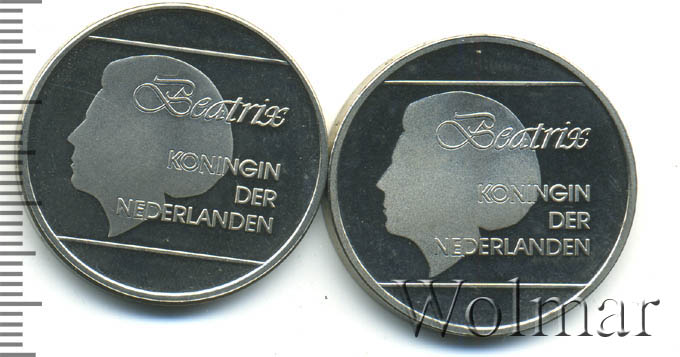 Beatrix
KONINGIN
DER
NEDERLANDEN
Beatrix
KONINGIN
DER
NEDERLANDEN
Wolmar